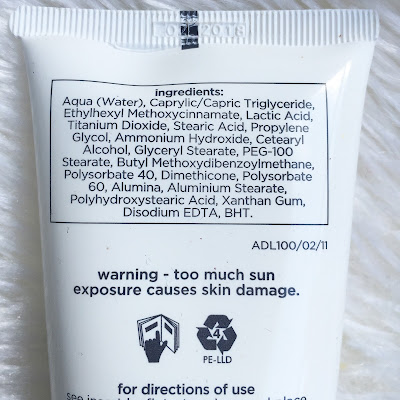 2018
ingredients:
Aqua (Water), Caprylic/Capric Triglyceride,
Ethylhexyl Methoxycinnamate, Lactic Acid,
Titanium Dioxide, Stearic Acid, Propylene
Glycol, Ammonium Hydroxide, Cetearyl
Alcohol, Glyceryl Stearate, PEG-100
Stearate, Butyl Methoxydibenzoylmethane,
Polysorbate 40, Dimethicone, Polysorbate
60, Alumina, Aluminium Stearate,
Polyhydroxystearic Acid, Xanthan Gum,
Disodium EDTA, BHT.
ADL100/02/11
warning - too much sun
exposure causes skin damage.
4
PE-LLD
for directions of use